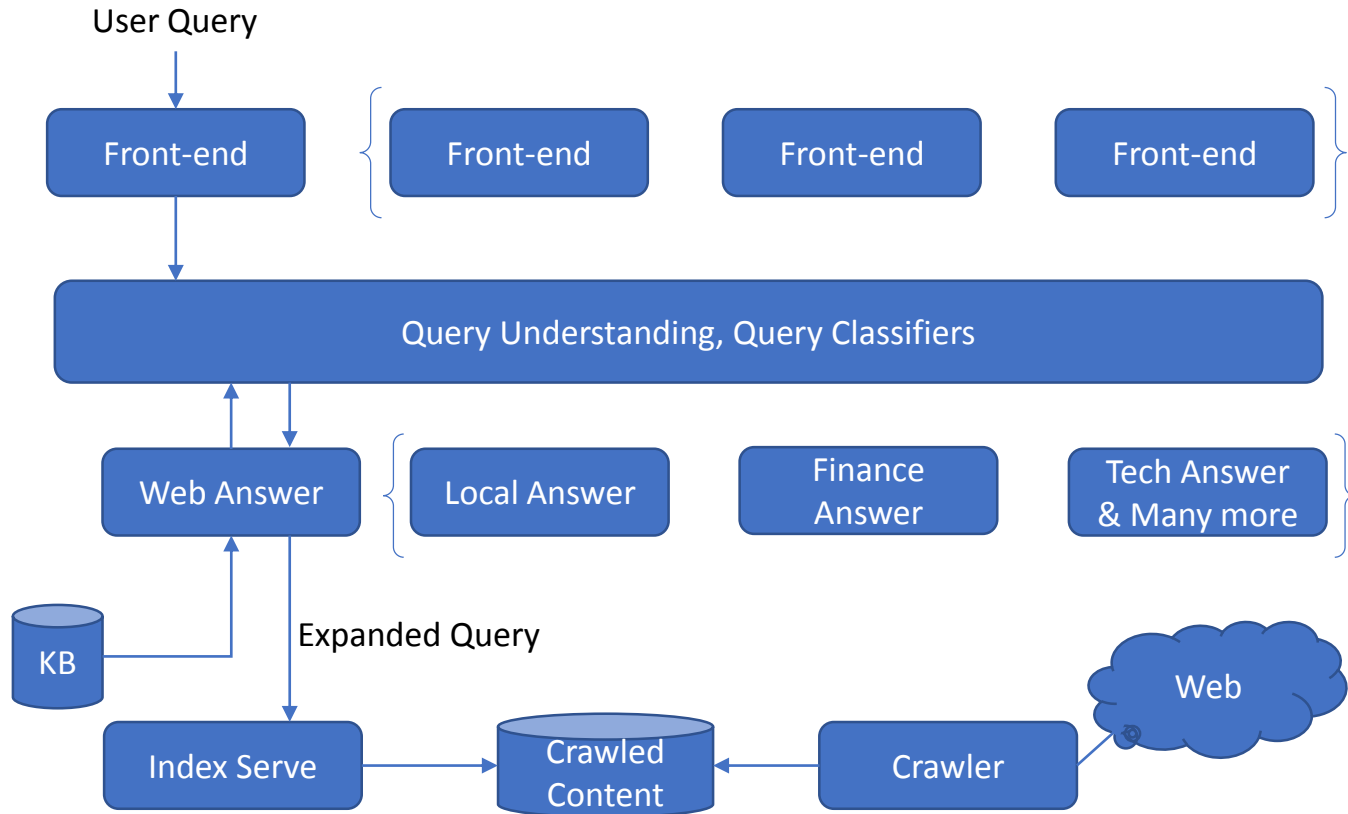 User Query
Front-end
Front-end
Front-end
Front-end
Query Understanding, Query Classifiers
Web Answer
Local Answer
Finance
Answer
Tech Answer
& Many more
KB
Expanded Query
Web
Index Serve
Crawled
Content
Crawler